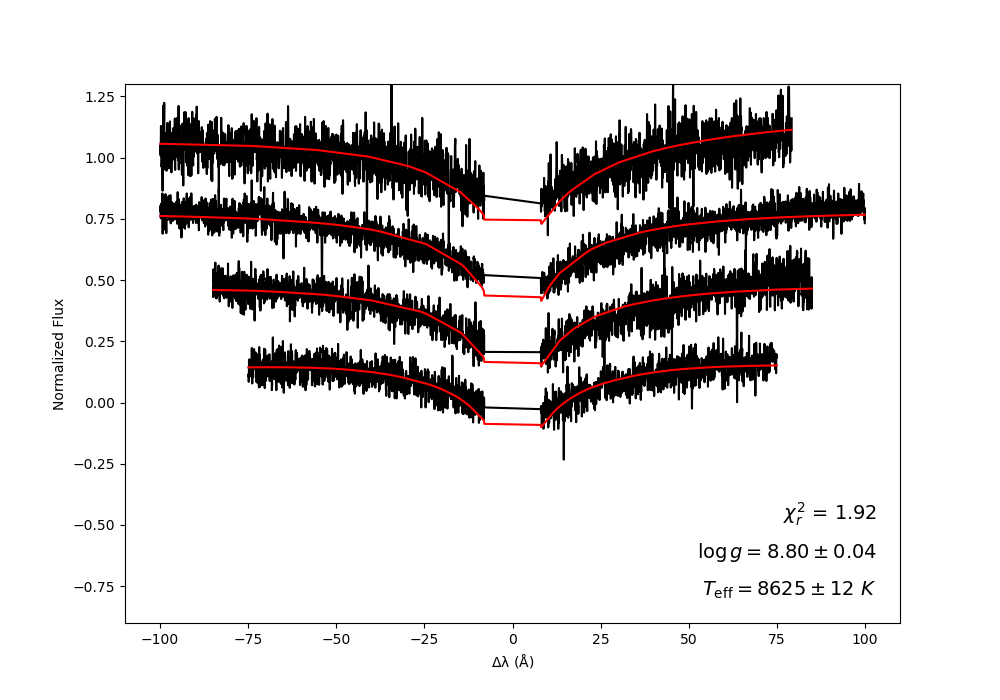 1.25
1.00
0.75
0.50
0.25
0.00
−0.25
−0.50
−0.75
Normalized Flux
χ²ᵣ = 1.92
log g = 8.80 ± 0.04
T_eff = 8625 ± 12 K
−100 −75 −50 −25 0 25 50 75 100
Δλ (Å)